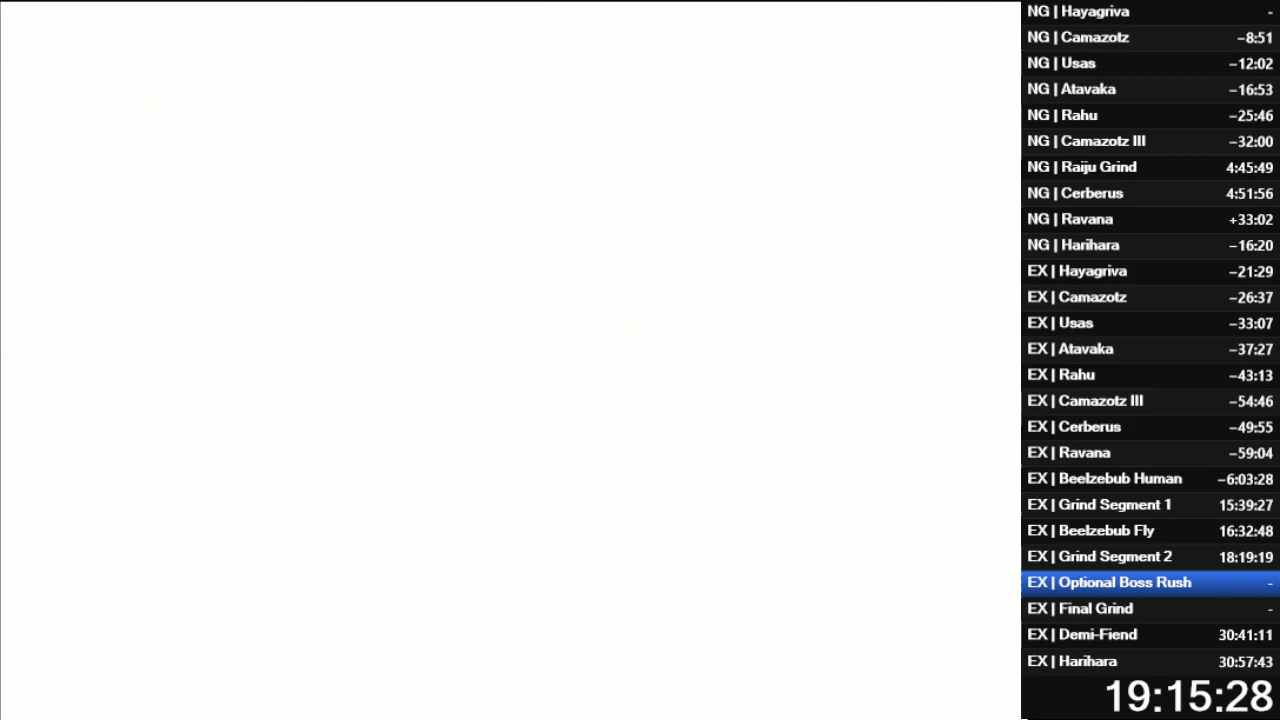 NG | Hayagriva -
NG | Camazotz −8:51
NG | Usas −12:02
NG | Atavaka −16:53
NG | Rahu −25:46
NG | Camazotz III −32:00
NG | Raiju Grind 4:45:49
NG | Cerberus 4:51:56
NG | Ravana +33:02
NG | Harihara −16:20
EX | Hayagriva −21:29
EX | Camazotz −26:37
EX | Usas −33:07
EX | Atavaka −37:27
EX | Rahu −43:13
EX | Camazotz III −54:46
EX | Cerberus −49:55
EX | Ravana −59:04
EX | Beelzebub Human −6:03:28
EX | Grind Segment 1 15:39:27
EX | Beelzebub Fly 16:32:48
EX | Grind Segment 2 18:19:19
EX | Optional Boss Rush -
EX | Final Grind -
EX | Demi-Fiend 30:41:11
EX | Harihara 30:57:43
19:15:28